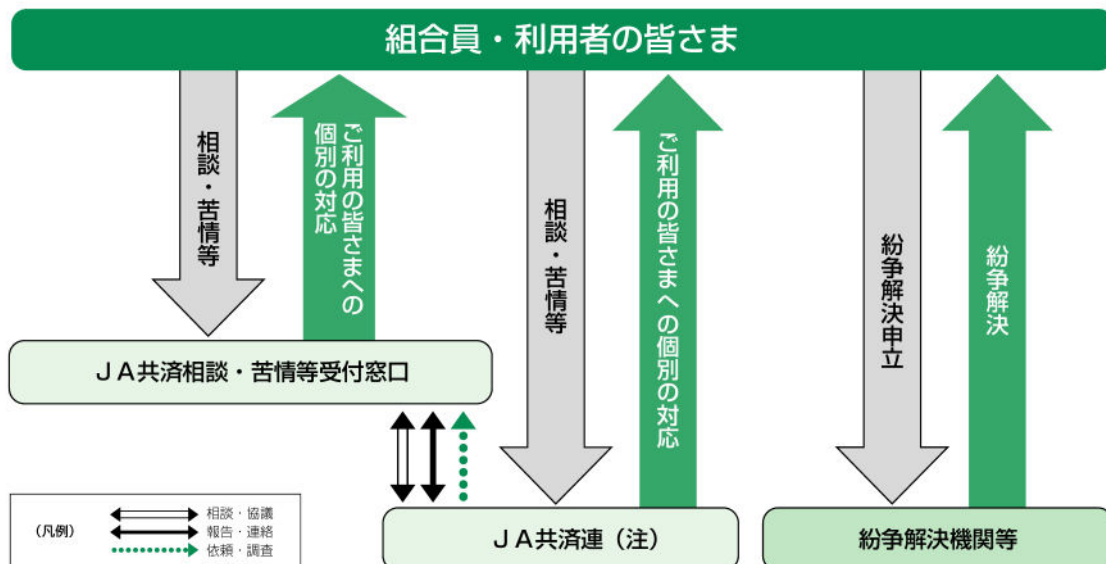 組合員・利用者の皆さま
相談・苦情等
ご利用の皆さまへの
個別の対応
相談・苦情等
ご利用の皆さまへの個別の対応
紛争解決申立
紛争解決
ＪＡ共済相談・苦情等受付窓口
（凡例）
相談・協議
報告・連絡
依頼・調査
ＪＡ共済連（注）
紛争解決機関等